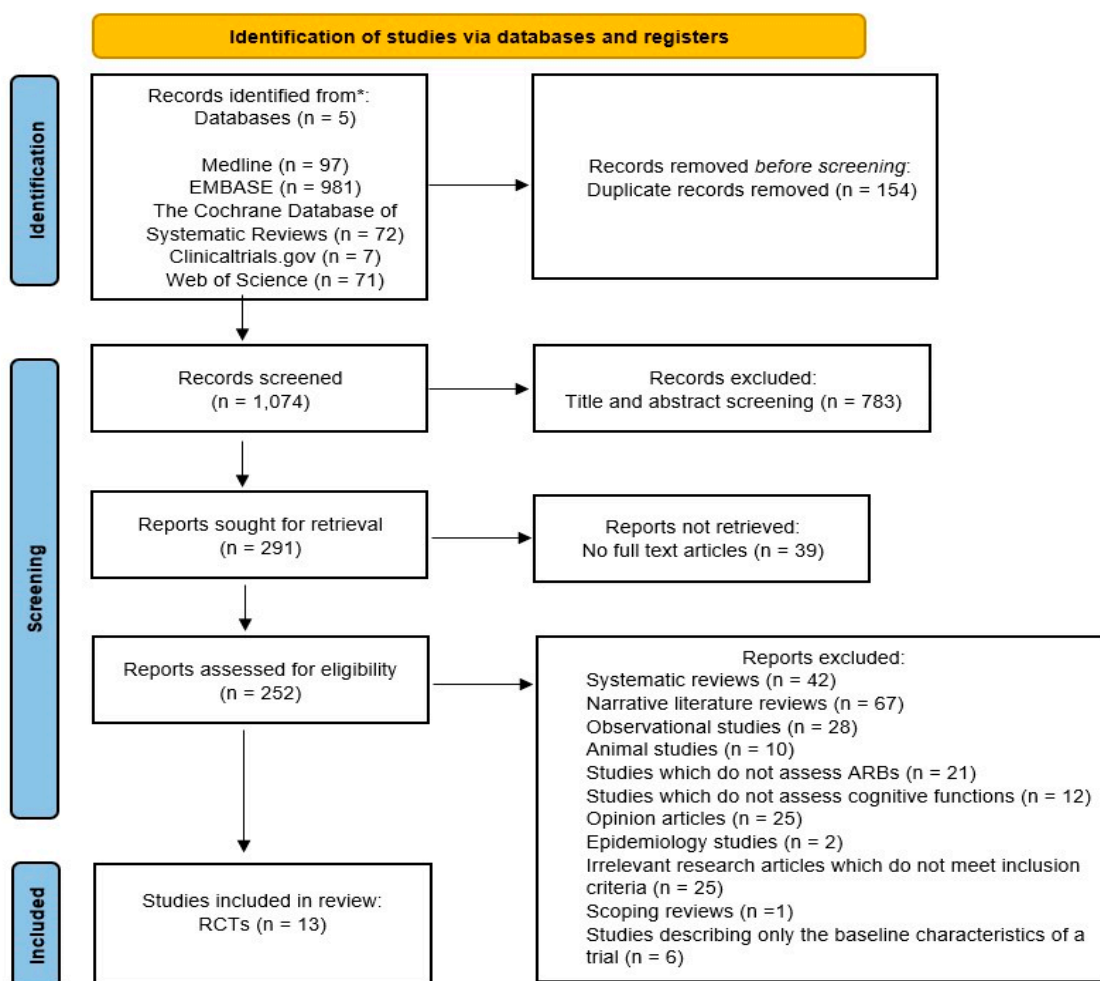 Identification of studies via databases and registers
Identification
Records identified from*:
Databases (n = 5)
Medline (n = 97)
EMBASE (n = 981)
The Cochrane Database of
Systematic Reviews (n = 72)
Clinicaltrials.gov (n = 7)
Web of Science (n = 71)
Records removed before screening:
Duplicate records removed (n = 154)
Screening
Records screened
(n = 1,074)
Records excluded:
Title and abstract screening (n = 783)
Reports sought for retrieval
(n = 291)
Reports not retrieved:
No full text articles (n = 39)
Reports assessed for eligibility
(n = 252)
Reports excluded:
Systematic reviews (n = 42)
Narrative literature reviews (n = 67)
Observational studies (n = 28)
Animal studies (n = 10)
Studies which do not assess ARBs (n = 21)
Studies which do not assess cognitive functions (n = 12)
Opinion articles (n = 25)
Epidemiology studies (n = 2)
Irrelevant research articles which do not meet inclusion
criteria (n = 25)
Scoping reviews (n =1)
Studies describing only the baseline characteristics of a
trial (n = 6)
Included
Studies included in review:
RCTs (n = 13)